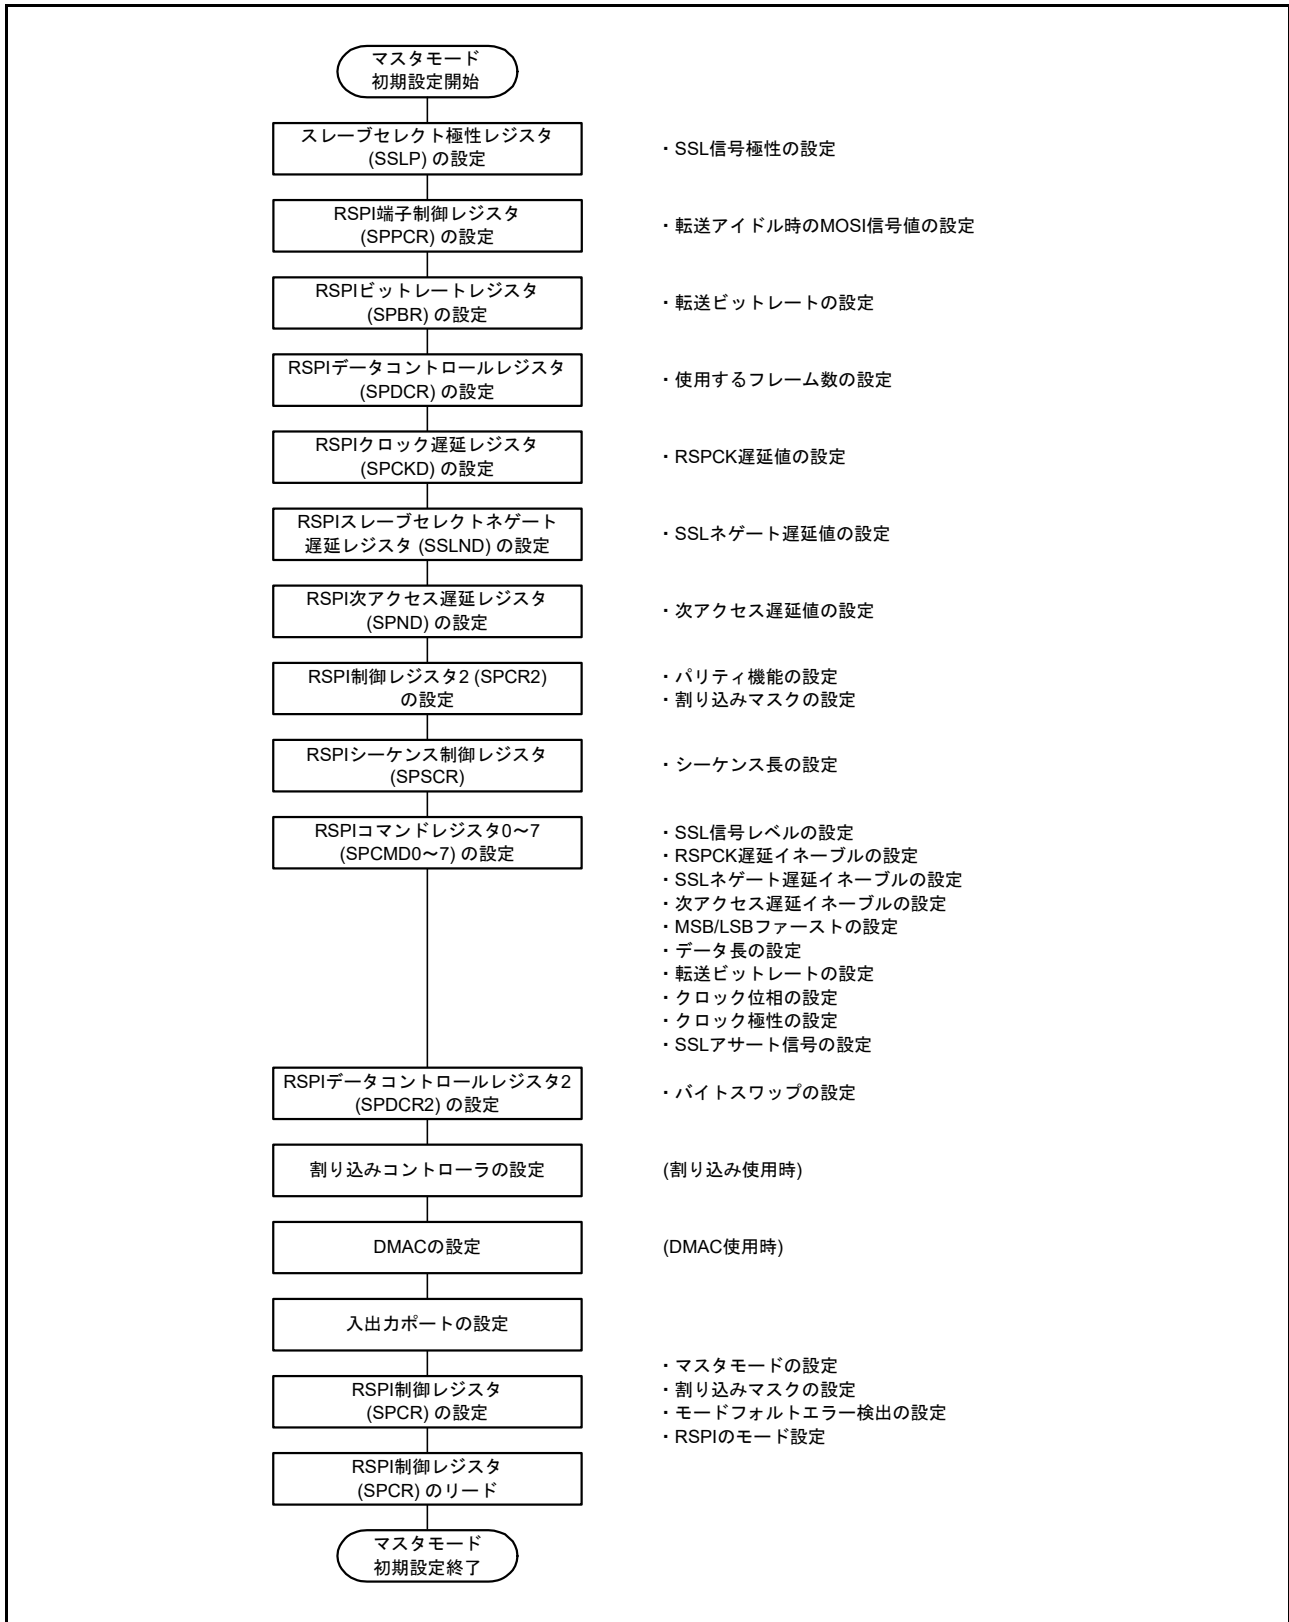 マスタモード
初期設定開始
スレーブセレクト極性レジスタ
(SSLP) の設定
・SSL信号極性の設定
RSPI端子制御レジスタ
(SPPCR) の設定
・転送アイドル時のMOSI信号値の設定
RSPIビットレートレジスタ
(SPBR) の設定
・転送ビットレートの設定
RSPIデータコントロールレジスタ
(SPDCR) の設定
・使用するフレーム数の設定
RSPIクロック遅延レジスタ
(SPCKD) の設定
・RSPCK遅延値の設定
RSPIスレーブセレクトネゲート
遅延レジスタ (SSLND) の設定
・SSLネゲート遅延値の設定
RSPI次アクセス遅延レジスタ
(SPND) の設定
・次アクセス遅延値の設定
RSPI制御レジスタ2 (SPCR2)
の設定
・パリティ機能の設定
・割り込みマスクの設定
RSPIシーケンス制御レジスタ
(SPSCR)
・シーケンス長の設定
RSPIコマンドレジスタ0～7
(SPCMD0～7) の設定
・SSL信号レベルの設定
・RSPCK遅延イネーブルの設定
・SSLネゲート遅延イネーブルの設定
・次アクセス遅延イネーブルの設定
・MSB/LSBファーストの設定
・データ長の設定
・転送ビットレートの設定
・クロック位相の設定
・クロック極性の設定
・SSLアサート信号の設定
RSPIデータコントロールレジスタ2
(SPDCR2) の設定
・バイトスワップの設定
割り込みコントローラの設定
(割り込み使用時)
DMACの設定
(DMAC使用時)
入出力ポートの設定
RSPI制御レジスタ
(SPCR) の設定
・マスタモードの設定
・割り込みマスクの設定
・モードフォルトエラー検出の設定
・RSPIのモード設定
RSPI制御レジスタ
(SPCR) のリード
マスタモード
初期設定終了